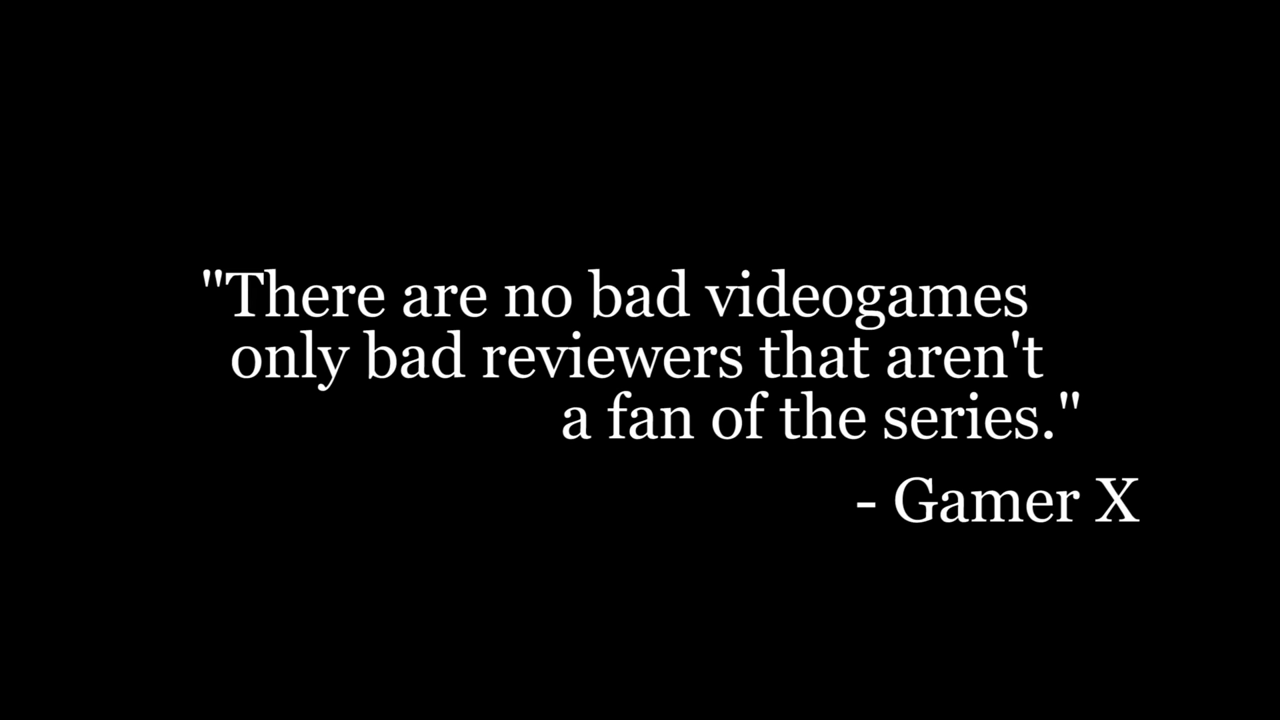 "There are no bad videogames
only bad reviewers that aren't
a fan of the series."
- Gamer X